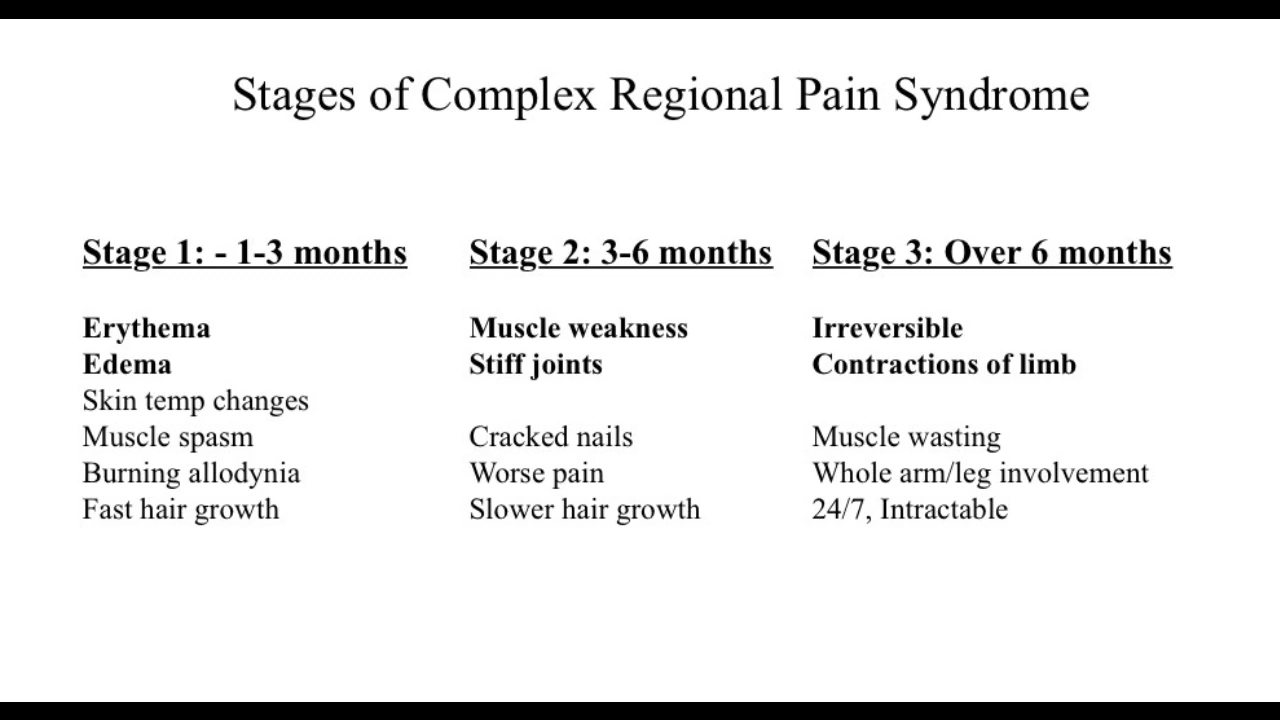 Stages of Complex Regional Pain Syndrome
Stage 1: - 1-3 months
Erythema
Edema
Skin temp changes
Muscle spasm
Burning allodynia
Fast hair growth
Stage 2: 3-6 months
Muscle weakness
Stiff joints
Cracked nails
Worse pain
Slower hair growth
Stage 3: Over 6 months
Irreversible
Contractions of limb
Muscle wasting
Whole arm/leg involvement
24/7, Intractable